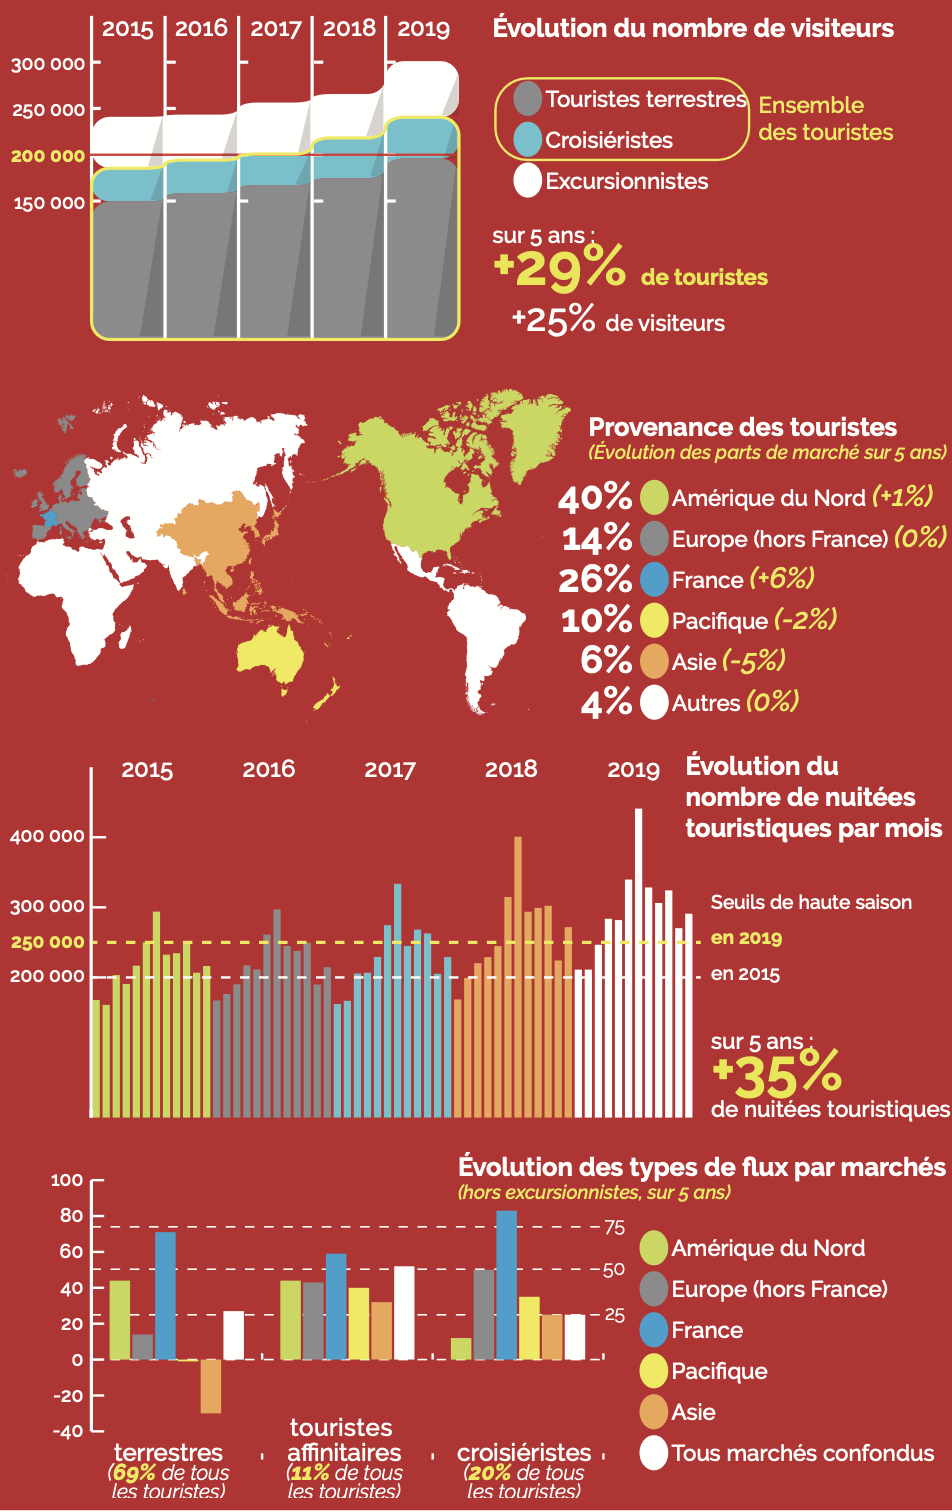 2015 2016 2017 2018 2019
Évolution du nombre de visiteurs
300 000
250 000
200 000
150 000
Touristes terrestres
Croisiéristes
Excursionnistes
Ensemble
des touristes
sur 5 ans :
+29% de touristes
+25% de visiteurs
Provenance des touristes
(Évolution des parts de marché sur 5 ans)
40% Amérique du Nord (+1%)
14% Europe (hors France) (0%)
26% France (+6%)
10% Pacifique (-2%)
6% Asie (-5%)
4% Autres (0%)
2015 2016 2017 2018 2019
Évolution du
nombre de nuitées
touristiques par mois
400 000
300 000
250 000
200 000
Seuils de haute saison
en 2019
en 2015
sur 5 ans :
+35%
de nuitées touristiques
Évolution des types de flux par marchés
(hors excursionnistes, sur 5 ans)
100
80
60
40
20
0
-20
-40
75
50
25
Amérique du Nord
Europe (hors France)
France
Pacifique
Asie
Tous marchés confondus
terrestres
(69% de tous
les touristes)
touristes
affinitaires
(11% de tous
les touristes)
croisiéristes
(20% de tous
les touristes)